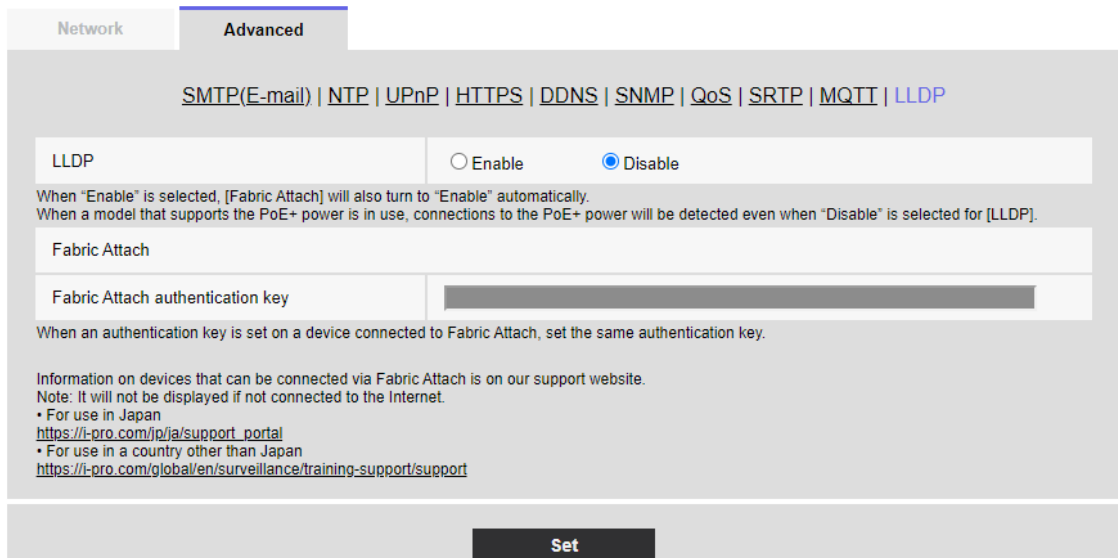 Network Advanced
SMTP(E-mail) | NTP | UPnP | HTTPS | DDNS | SNMP | QoS | SRTP | MQTT | LLDP
LLDP Enable Disable
When “Enable” is selected, [Fabric Attach] will also turn to “Enable” automatically.
When a model that supports the PoE+ power is in use, connections to the PoE+ power will be detected even when “Disable” is selected for [LLDP].
Fabric Attach
Fabric Attach authentication key
When an authentication key is set on a device connected to Fabric Attach, set the same authentication key.
Information on devices that can be connected via Fabric Attach is on our support website.
Note: It will not be displayed if not connected to the Internet.
• For use in Japan
https://i-pro.com/jp/ja/support_portal
• For use in a country other than Japan
https://i-pro.com/global/en/surveillance/training-support/support
Set